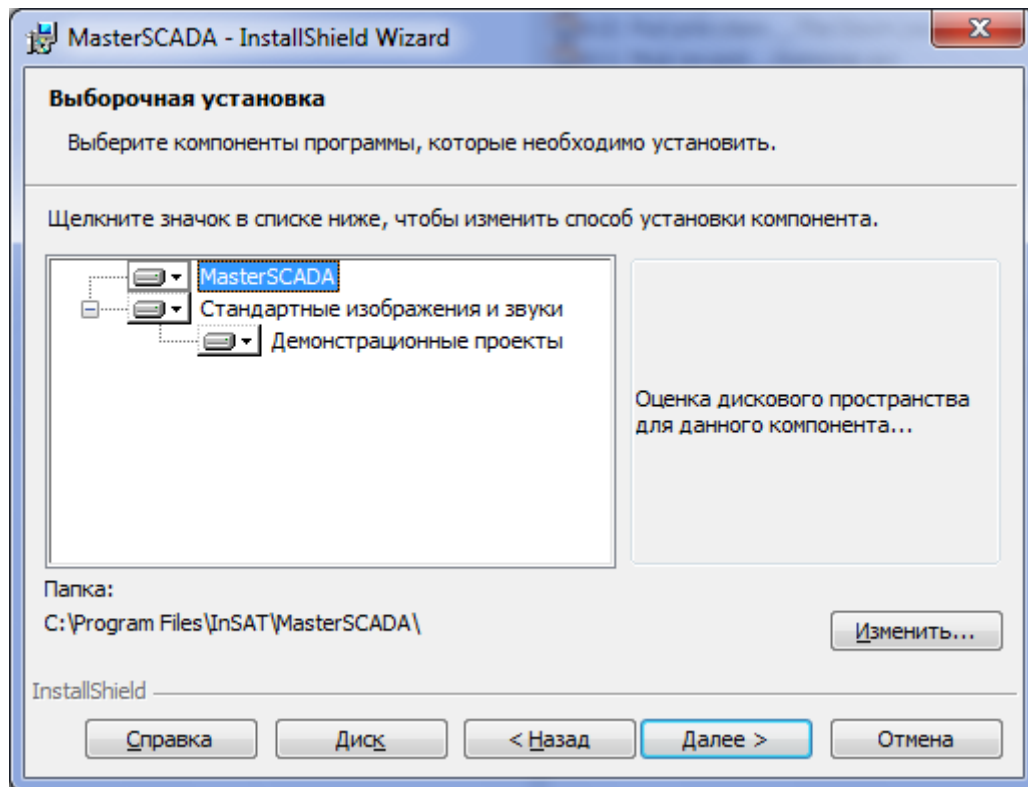 MasterSCADA - InstallShield Wizard
Выборочная установка
Выберите компоненты программы, которые необходимо установить.
Щелкните значок в списке ниже, чтобы изменить способ установки компонента.
MasterSCADA
Стандартные изображения и звуки
Демонстрационные проекты
Оценка дискового пространства
для данного компонента...
Папка:
C:\Program Files\InSAT\MasterSCADA\
Изменить...
InstallShield
Справка
Диск
< Назад
Далее >
Отмена